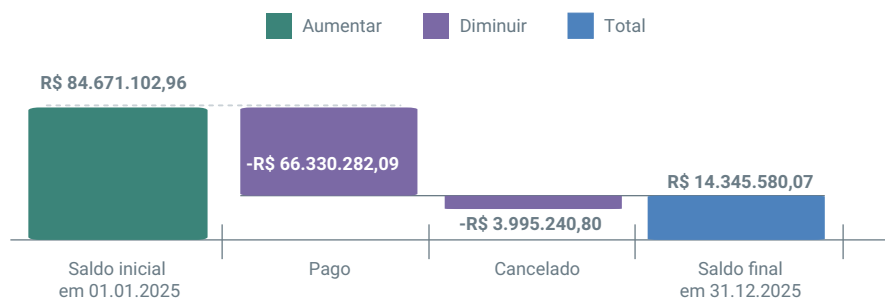 Aumentar Diminuir Total
R$ 84.671.102,96
-R$ 66.330.282,09
R$ 14.345.580,07
-R$ 3.995.240,80
Saldo inicial
em 01.01.2025
Pago
Cancelado
Saldo final
em 31.12.2025